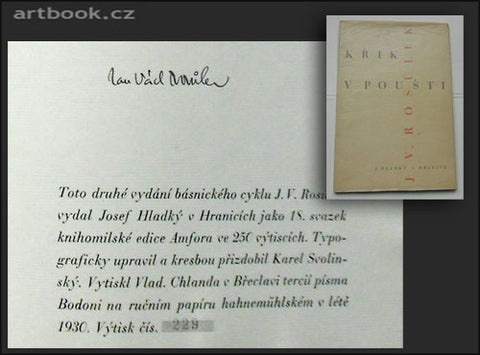 artbook.cz
KŘIK
V POUŠTI
J. V. ROSŮLEK
Toto druhé vydání básnického cyklu J. V.
vydal Josef Hladký v Hranicích jako 18. svazek
knihomilské edice Amfora ve 250 výtiscích. Typo-
graficky upravil a kresbou přizdobil Karel Svolin-
ský. Vytiskl Vlad. Chlanda v Břeclavi tercií písma
Bodoni na ručním papíru hahnemühlském v létě
1930. Výtisk čís. 229